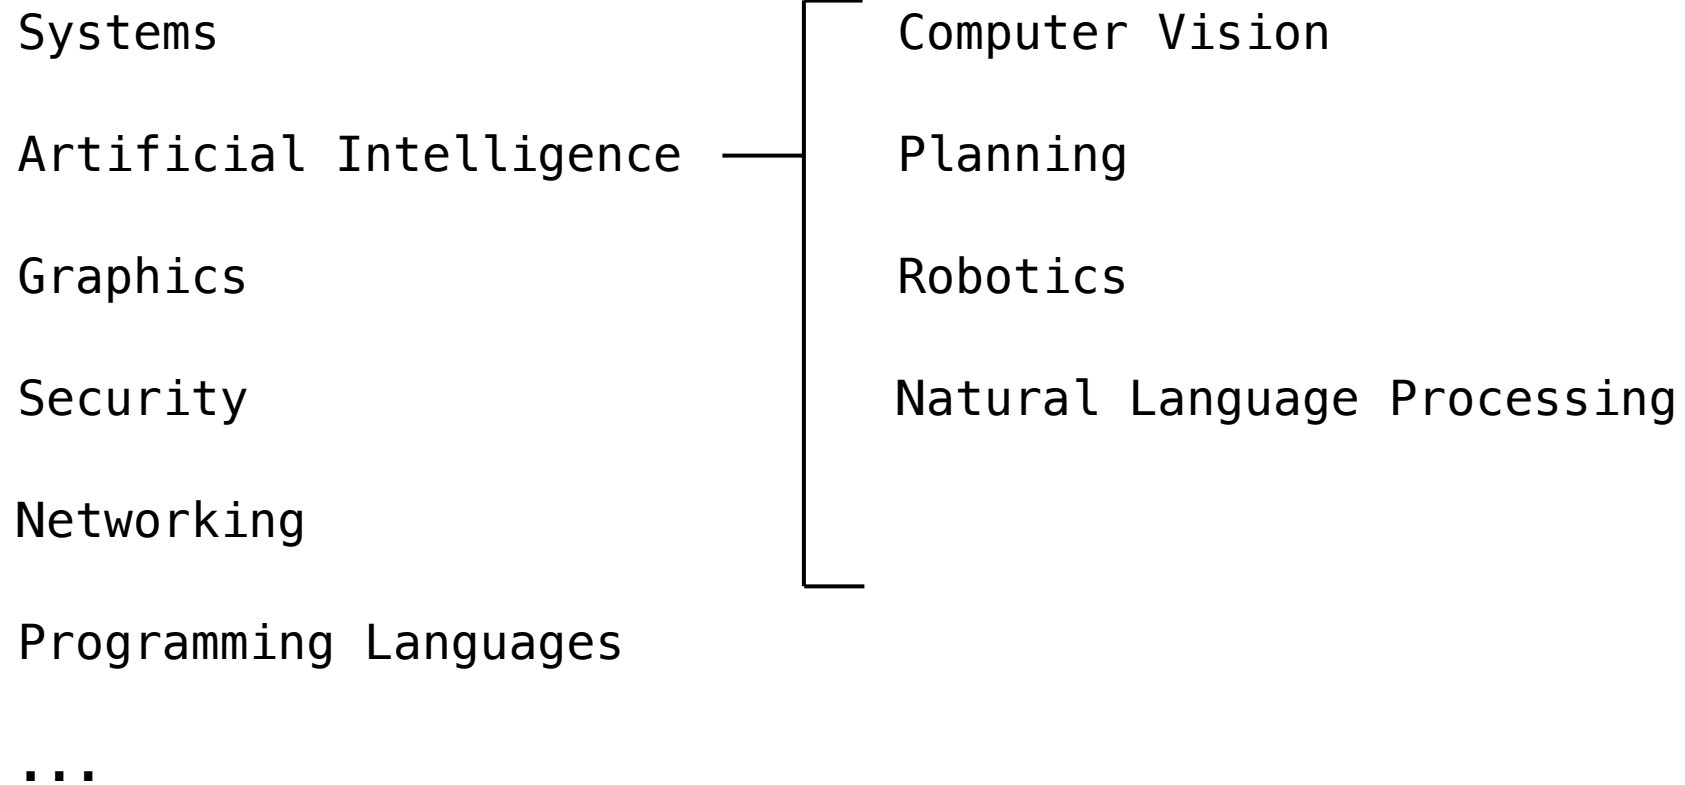 Systems
Artificial Intelligence
Graphics
Security
Networking
Programming Languages
...
Computer Vision
Planning
Robotics
Natural Language Processing